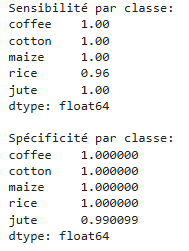 Sensibilité par classe:
coffee    1.00
cotton    1.00
maize     1.00
rice      0.96
jute      1.00
dtype: float64

Spécificité par classe:
coffee    1.000000
cotton    1.000000
maize     1.000000
rice      1.000000
jute      0.990099
dtype: float64